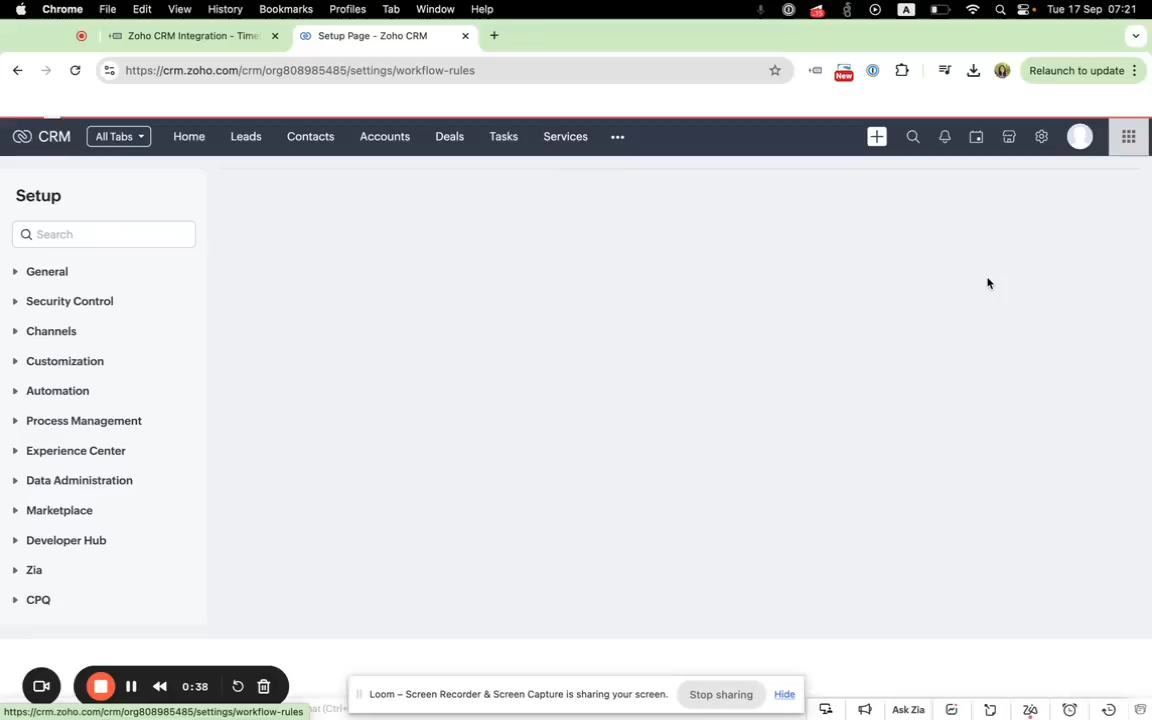 Chrome File Edit View History Bookmarks Profiles Tab Window Help A Tue 17 Sep 07:21
Zoho CRM Integration - Time Setup Page - Zoho CRM
https://crm.zoho.com/crm/org808985485/settings/workflow-rules New Relaunch to update
CRM All Tabs Home Leads Contacts Accounts Deals Tasks Services
Setup
Search
General
Security Control
Channels
Customization
Automation
Process Management
Experience Center
Data Administration
Marketplace
Developer Hub
Zia
CPQ
0:38 Loom – Screen Recorder & Screen Capture is sharing your screen. Stop sharing Hide
https://crm.zoho.com/crm/org808985485/settings/workflow-rules hat (Ctrl+ Ask Zia